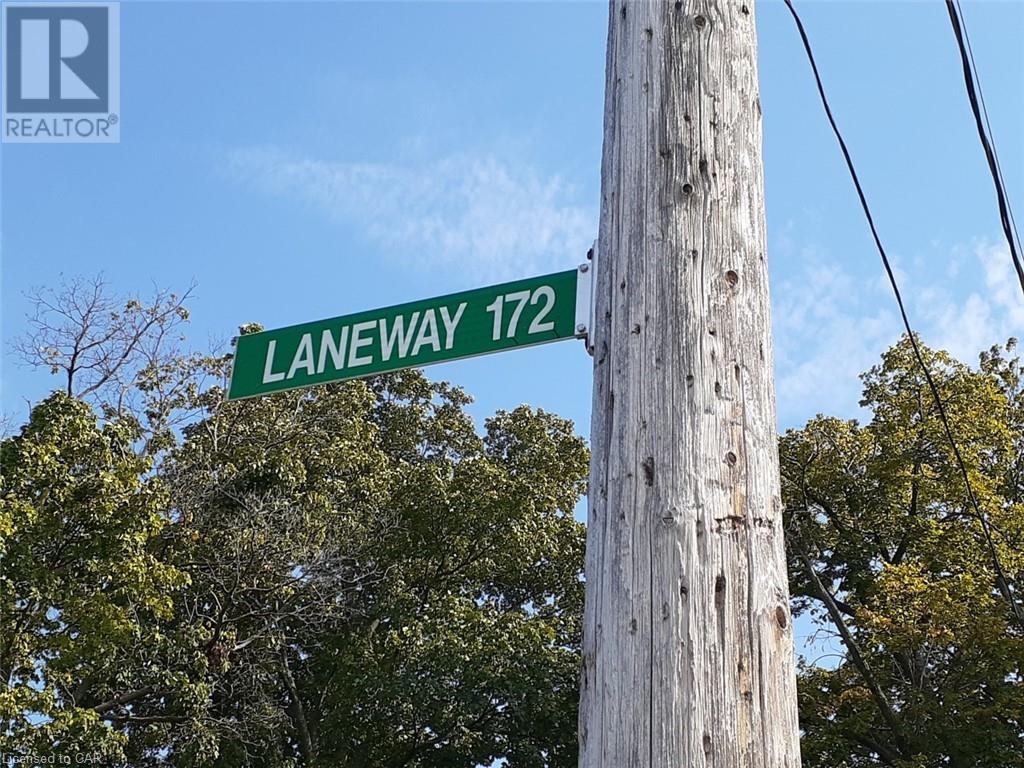 R
REALTOR®
LANEWAY 172
Licensed to CAR